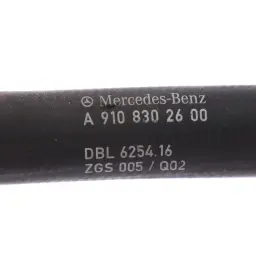 Mercedes-Benz
A 910 830 26 00
DBL 6254.16
ZGS 005 / Q02